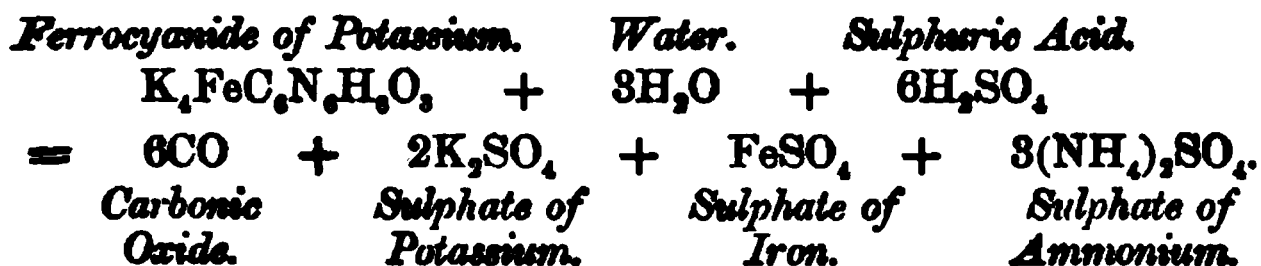 Ferrocyanide of Potassium. Water. Sulphuric Acid.
K₄FeC₆N₆H₆O₃ + 3H₂O + 6H₂SO₄
= 6CO + 2K₂SO₄ + FeSO₄ + 3(NH₄)₂SO₄.
Carbonic Sulphate of Sulphate of Sulphate of
Oxide. Potassium. Iron. Ammonium.